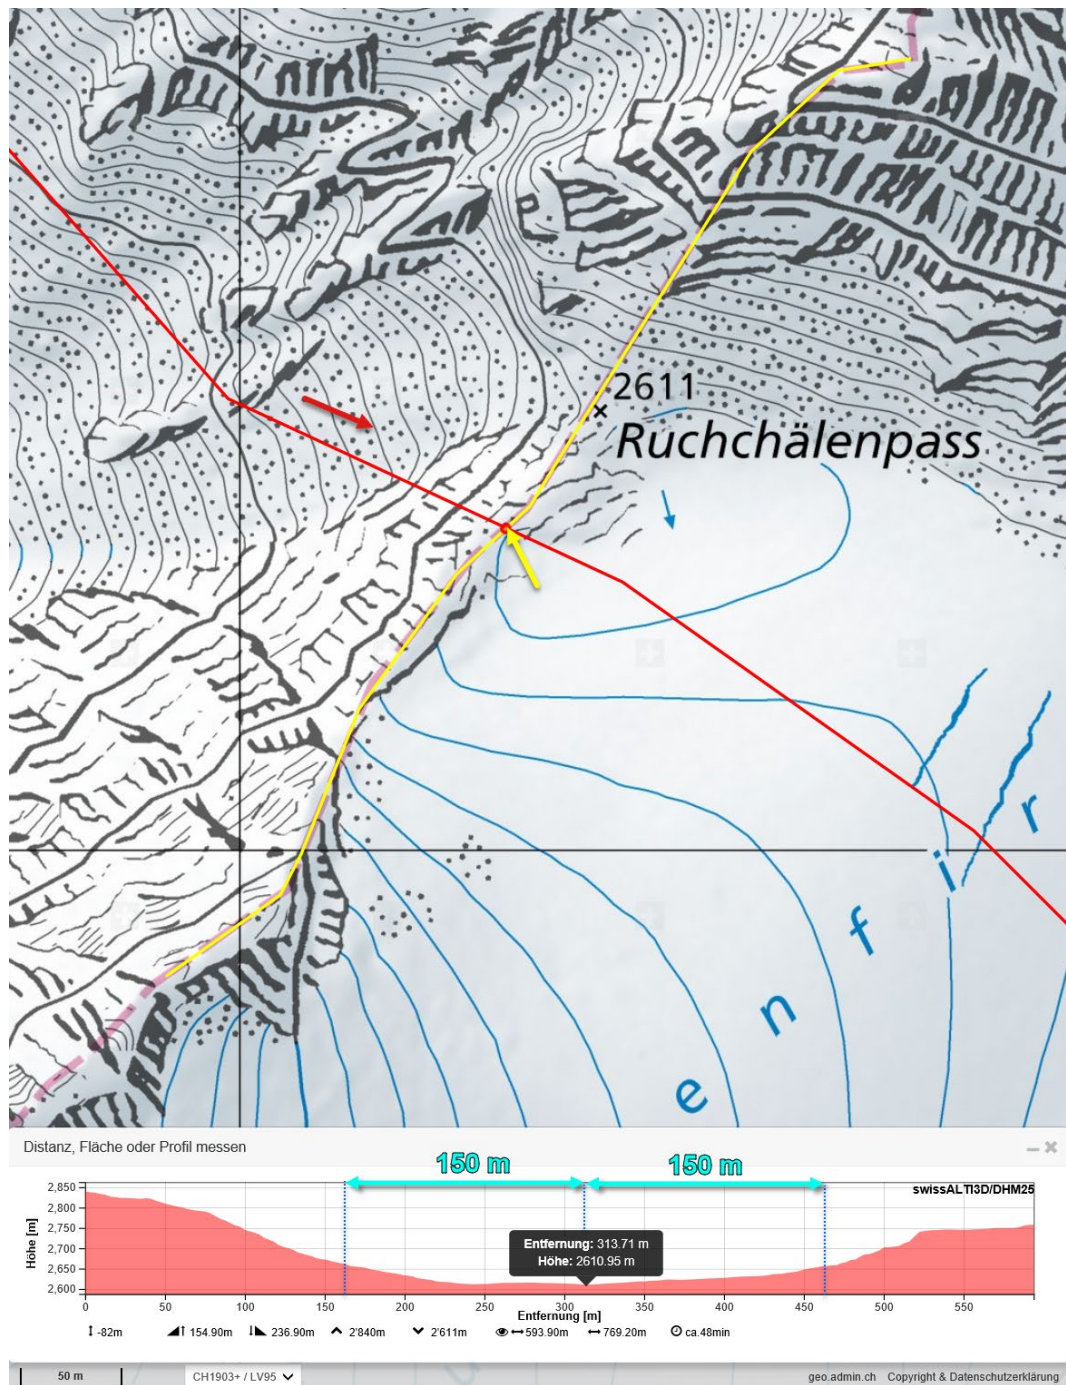 2611
Ruchchälenpass
r
i
f
n
e
Distanz, Fläche oder Profil messen
150 m 150 m
swissALTI3D/DHM25
Höhe [m]
2,850
2,800
2,750
2,700
2,650
2,600
Entfernung: 313.71 m
Höhe: 2610.95 m
0 50 100 150 200 250 300 350 400 450 500 550
Entfernung [m]
-82m 154.90m 236.90m 2'840m 2'611m 593.90m 769.20m ca.48min
50 m CH1903+ / LV95 geo.admin.ch Copyright & Datenschutzerklärung